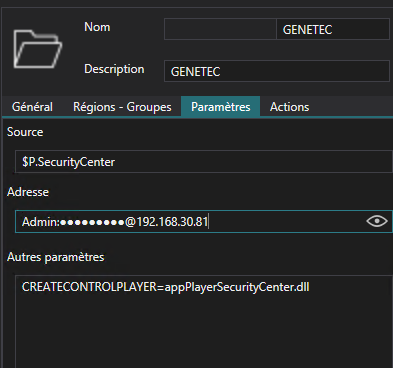 Nom GENETEC
Description GENETEC
Général Régions - Groupes Paramètres Actions
Source
$P.SecurityCenter
Adresse
Admin:●●●●●●●●●@192.168.30.81
Autres paramètres
CREATECONTROLPLAYER=appPlayerSecurityCenter.dll